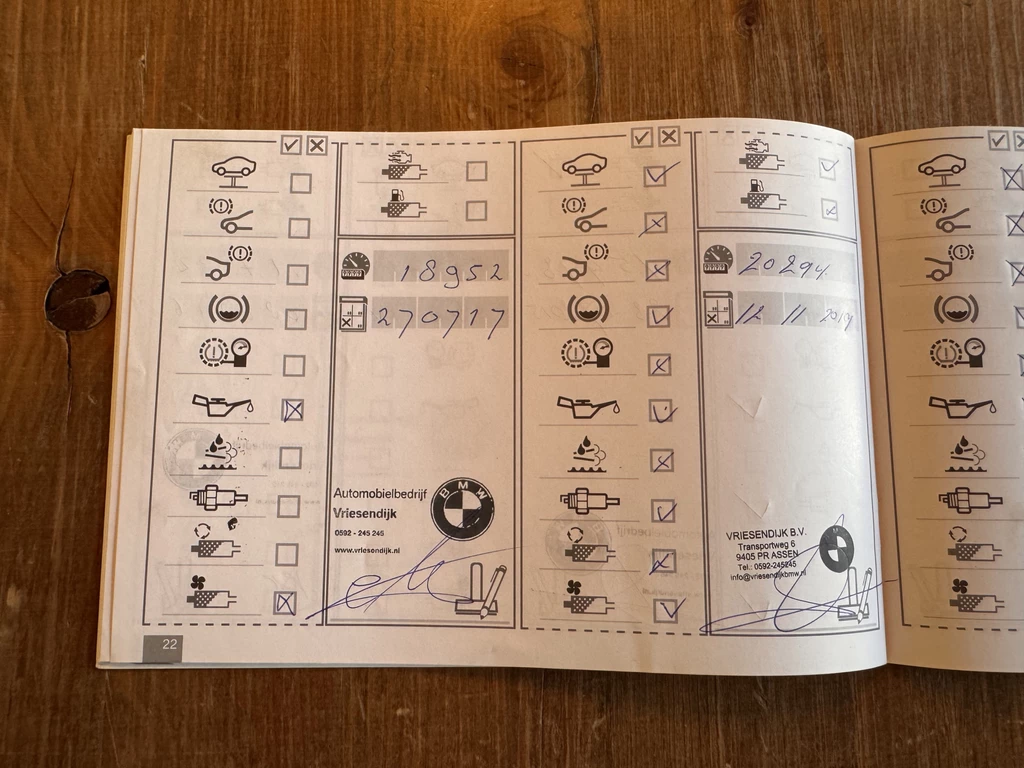 18952
270717
BMW
Automobielbedrijf
Vriesendijk
0592 - 245 245
www.vriesendijk.nl
22
20294
12 11 2019
VRIESENDIJK B.V.
Transportweg 6
9405 PR ASSEN
Tel.: 0592-245245
info@vriesendijkbmw.nl